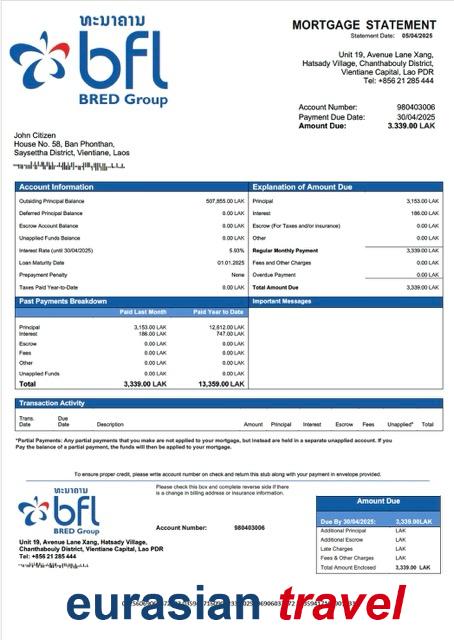 ທະນາຄານ
bfl
BRED Group
MORTGAGE STATEMENT
Statement Date: 05/04/2025
Unit 19, Avenue Lane Xang,
Hatsady Village, Chanthabouly District,
Vientiane Capital, Lao PDR
Tel: +856 21 285 444
Account Number: 980403006
Payment Due Date: 30/04/2025
Amount Due: 3.339.00 LAK
John Citizen
House No. 58, Ban Phonthan,
Saysettha District, Vientiane, Laos
Account Information
Outsiding Principal Balance 507,855.00 LAK
Deferred Principal Balance 0.00 LAK
Escrow Account Balance 0.00 LAK
Unapplied Funds Balance 0.00 LAK
Interest Rate (until 30/04/2025) 5.93%
Loan Maturity Date 01.01.2025
Prepayment Penalty None
Taxes Paid Year-to-Date 0.00 LAK
Explanation of Amount Due
Principal 3,153.00 LAK
Interest 186.00 LAK
Escrow (For Taxes and/or insurance) 0.00 LAK
Other 0.00 LAK
Regular Monthly Payment 3,339.00 LAK
Fees and Other Charges 0.00 LAK
Overdue Payment 0.00 LAK
Total Amount Due 3,339.00 LAK
Past Payments Breakdown
Paid Last Month Paid Year to Date
Principal 3,153.00 LAK 12,612.00 LAK
Interest 186.00 LAK 747.00 LAK
Escrow 0.00 LAK 0.00 LAK
Fees 0.00 LAK 0.00 LAK
Other 0.00 LAK 0.00 LAK
Unapplied Funds 0.00 LAK 0.00 LAK
Total 3,339.00 LAK 13,359.00 LAK
Important Messages
Transaction Activity
Trans. Date Due Date Description Amount Principal Interest Escrow Fees Unapplied* Total
*Partial Payments: Any partial payments that you make are not applied to your mortgage, but instead are held in a separate unapplied account. If you
Pay the balance of a partial payment, the funds will then be applied to your mortgage.
To ensure proper credit, please write account number on check and return this stub along with your payment in envelope provided.
ທະນາຄານ
bfl
BRED Group
Please check this box and complete reverse side if there
is a change in billing address or insurance information.
Account Number: 980403006
Unit 19, Avenue Lane Xang, Hatsady Village,
Chanthabouly District, Vientiane Capital, Lao PDR
Tel: +856 21 285 444
Amount Due
Due By 30/04/2025: 3,339.00LAK
Additional Principal LAK
Additional Escrow LAK
Late Charges LAK
Fees & Other Charges LAK
Total Amount Enclosed 3,339.00 LAK
eurasian travel